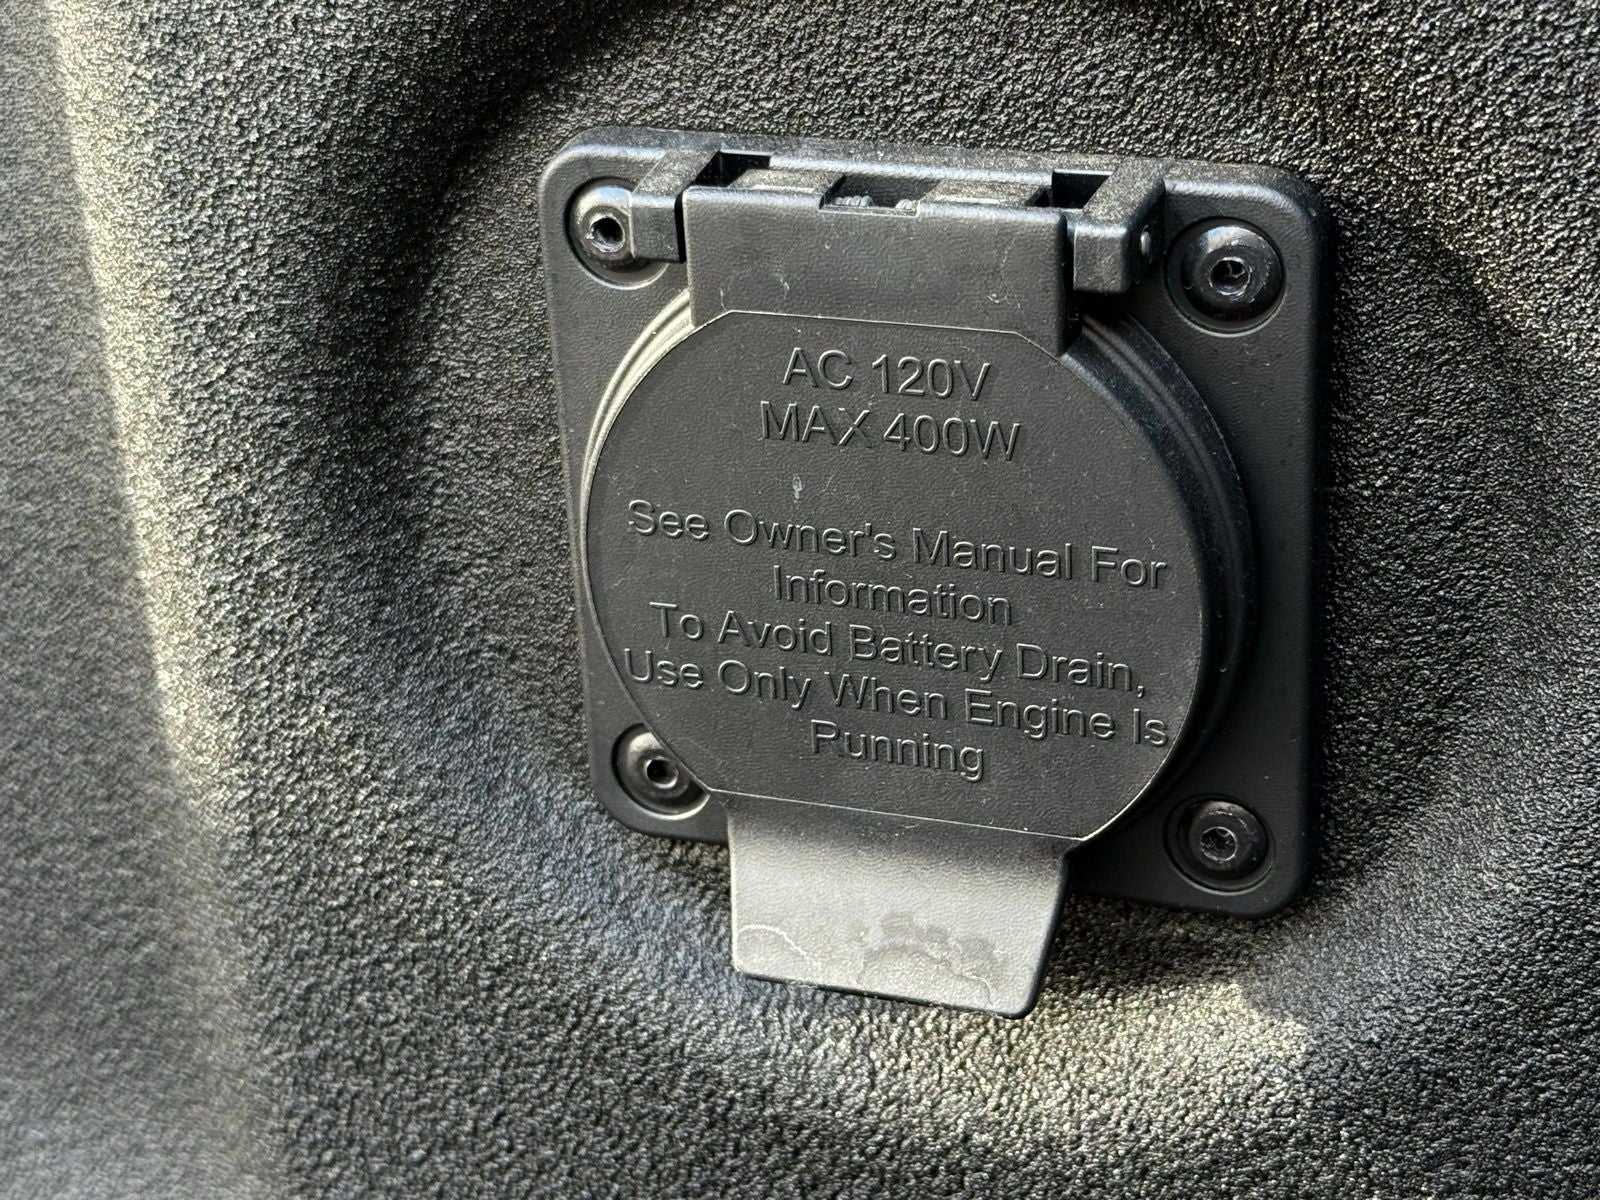 AC 120V
MAX 400W
See Owner's Manual For
Information
To Avoid Battery Drain,
Use Only When Engine Is
Running